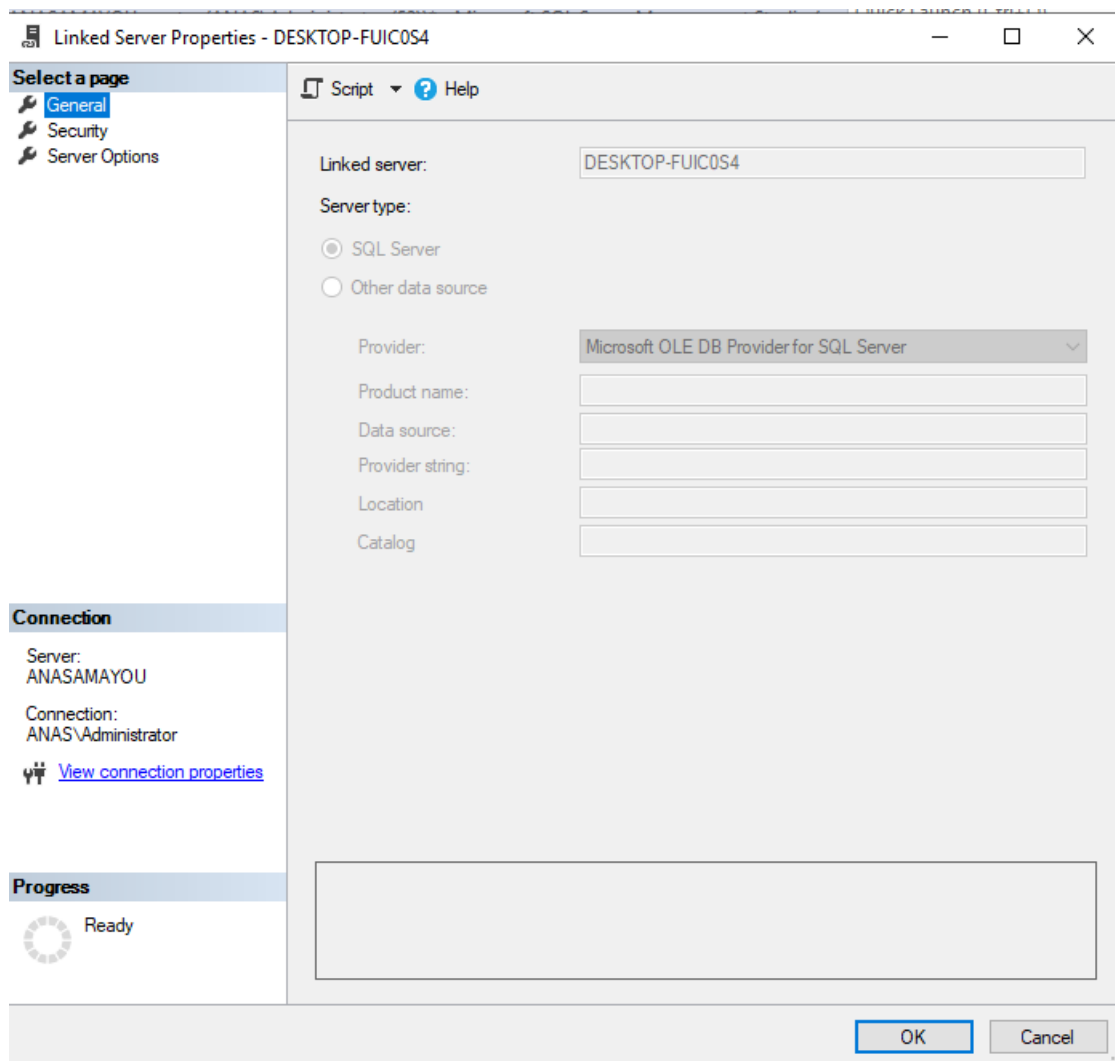 Linked Server Properties - DESKTOP-FUIC0S4
Select a page
General
Security
Server Options
Script
Help
Linked server:
DESKTOP-FUIC0S4
Server type:
SQL Server
Other data source
Provider:
Microsoft OLE DB Provider for SQL Server
Product name:
Data source:
Provider string:
Location
Catalog
Connection
Server:
ANASAMAYOU
Connection:
ANAS\Administrator
View connection properties
Progress
Ready
OK
Cancel